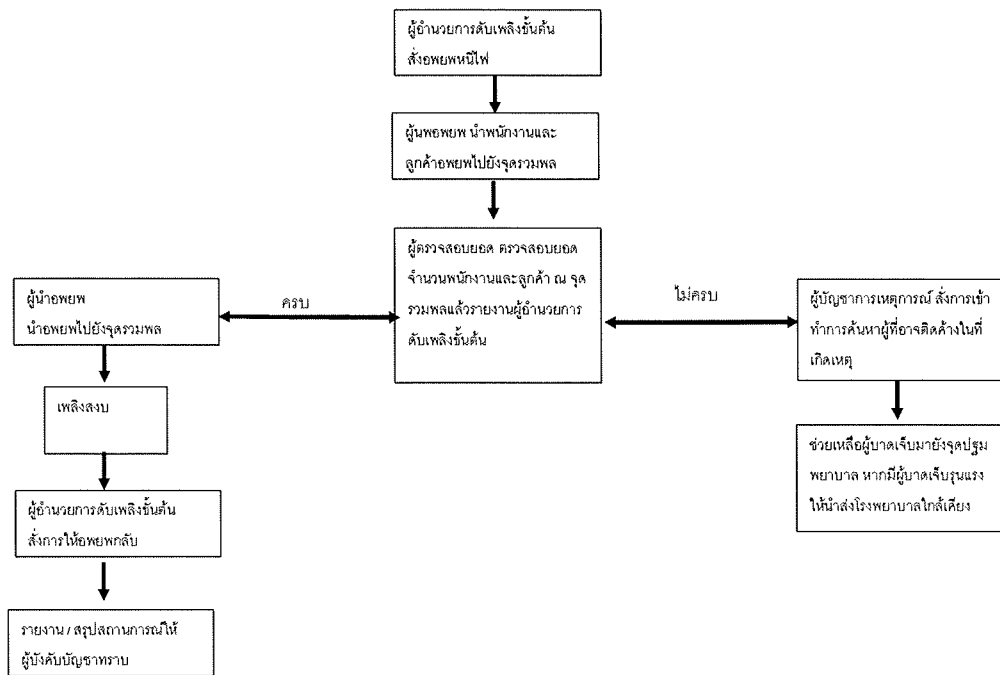 ผู้อำนวยการดับเพลิงขั้นต้น
สั่งอพยพหนีไฟ
ผู้นพอพยพ นำพนักงานและ
ลูกค้าอพยพไปยังจุดรวมพล
ผู้ตรวจสอบยอด ตรวจสอบยอด
จำนวนพนักงานและลูกค้า ณ จุด
รวมพลแล้วรายงานผู้อำนวยการ
ดับเพลิงขั้นต้น
ครบ
ไม่ครบ
ผู้นำอพยพ
นำอพยพไปยังจุดรวมพล
เพลิงสงบ
ผู้อำนวยการดับเพลิงขั้นต้น
สั่งการให้อพยพกลับ
รายงาน / สรุปสถานการณ์ให้
ผู้บังคับบัญชาทราบ
ผู้บัญชาการเหตุการณ์ สั่งการเข้า
ทำการค้นหาผู้ที่อาจติดค้างในที่
เกิดเหตุ
ช่วยเหลือผู้บาดเจ็บมายังจุดปฐม
พยาบาล หากมีผู้บาดเจ็บรุนแรง
ให้นำส่งโรงพยาบาลใกล้เคียง